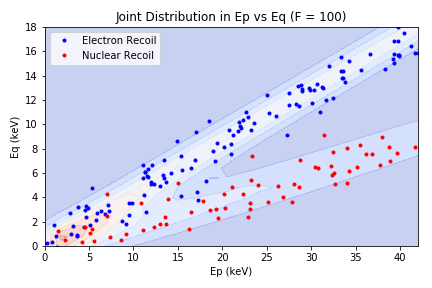 Joint Distribution in Ep vs Eq (F = 100)
Electron Recoil
Nuclear Recoil
Eq (keV)
18
16
14
12
10
8
6
4
2
0
0 5 10 15 20 25 30 35 40
Ep (keV)